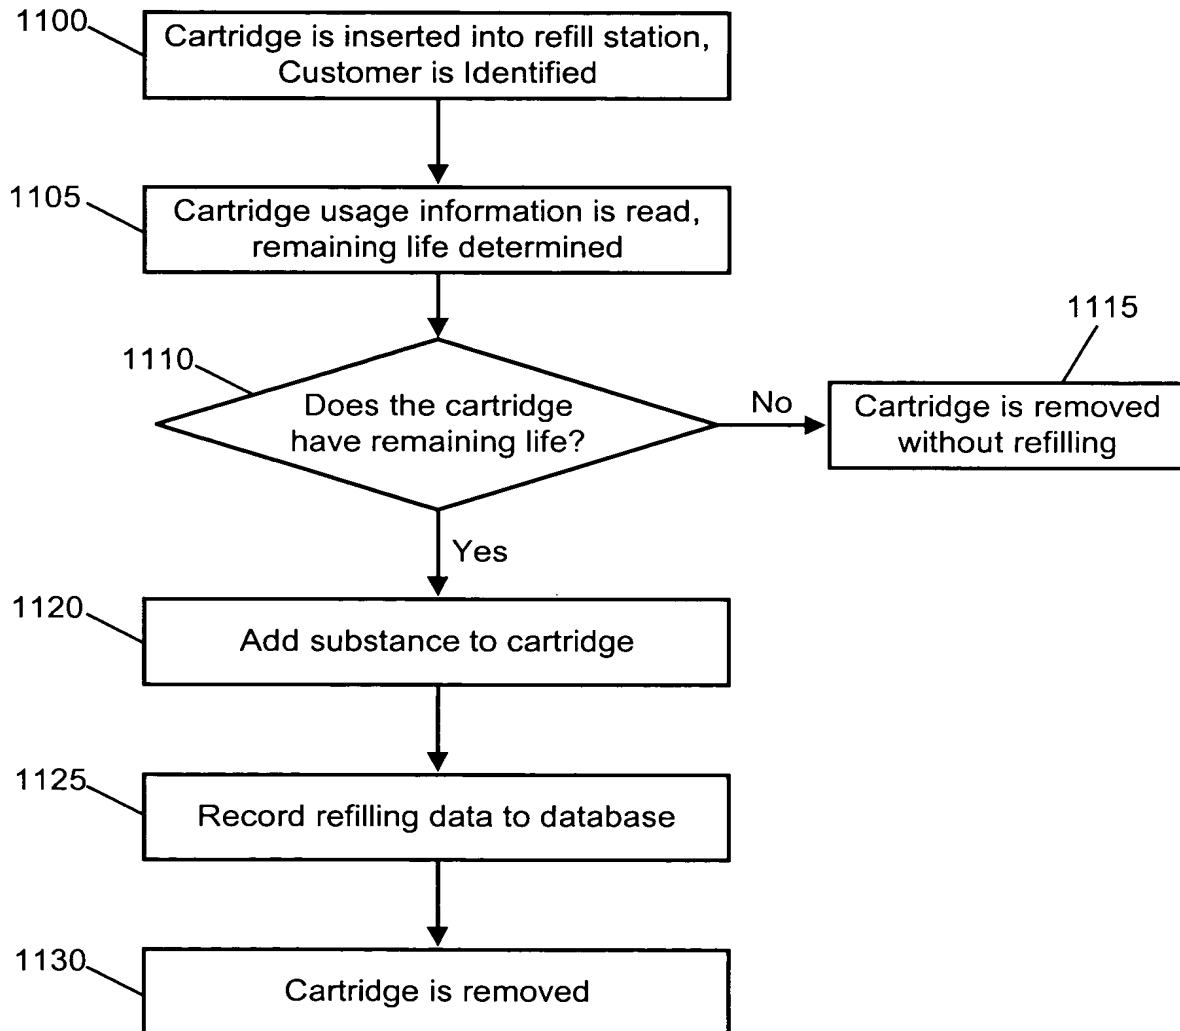 1100
Cartridge is inserted into refill station,
Customer is Identified
1105
Cartridge usage information is read,
remaining life determined
1110
Does the cartridge
have remaining life?
No
1115
Cartridge is removed
without refilling
Yes
1120
Add substance to cartridge
1125
Record refilling data to database
1130
Cartridge is removed